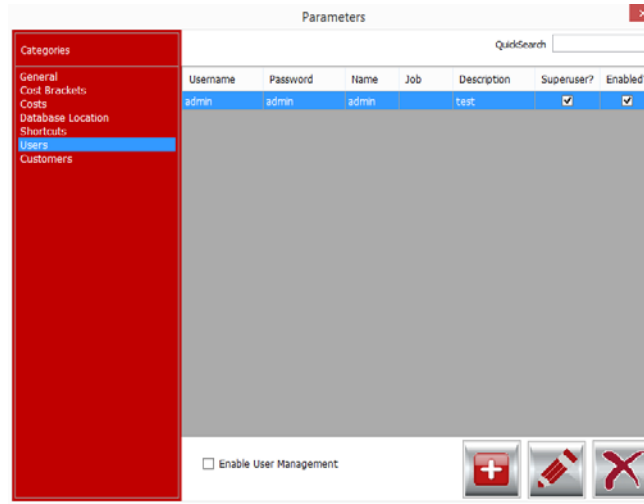 Parameters
QuickSearch
Categories
General
Cost Brackets
Costs
Database Location
Shortcuts
Users
Customers
Username Password Name Job Description Superuser? Enabled?
admin admin admin test
Enable User Management